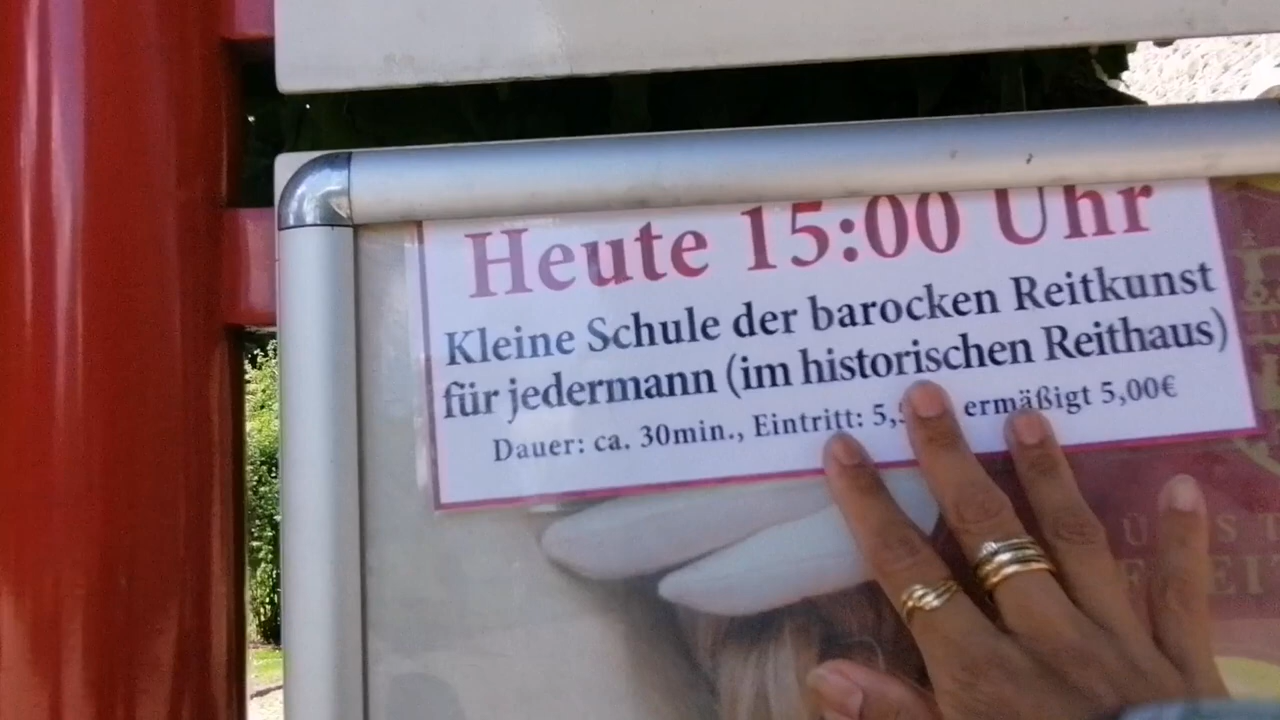 Heute 15:00 Uhr
Kleine Schule der barocken Reitkunst
für jedermann (im historischen Reithaus)
Dauer: ca. 30min., Eintritt: ermäßigt 5,00€